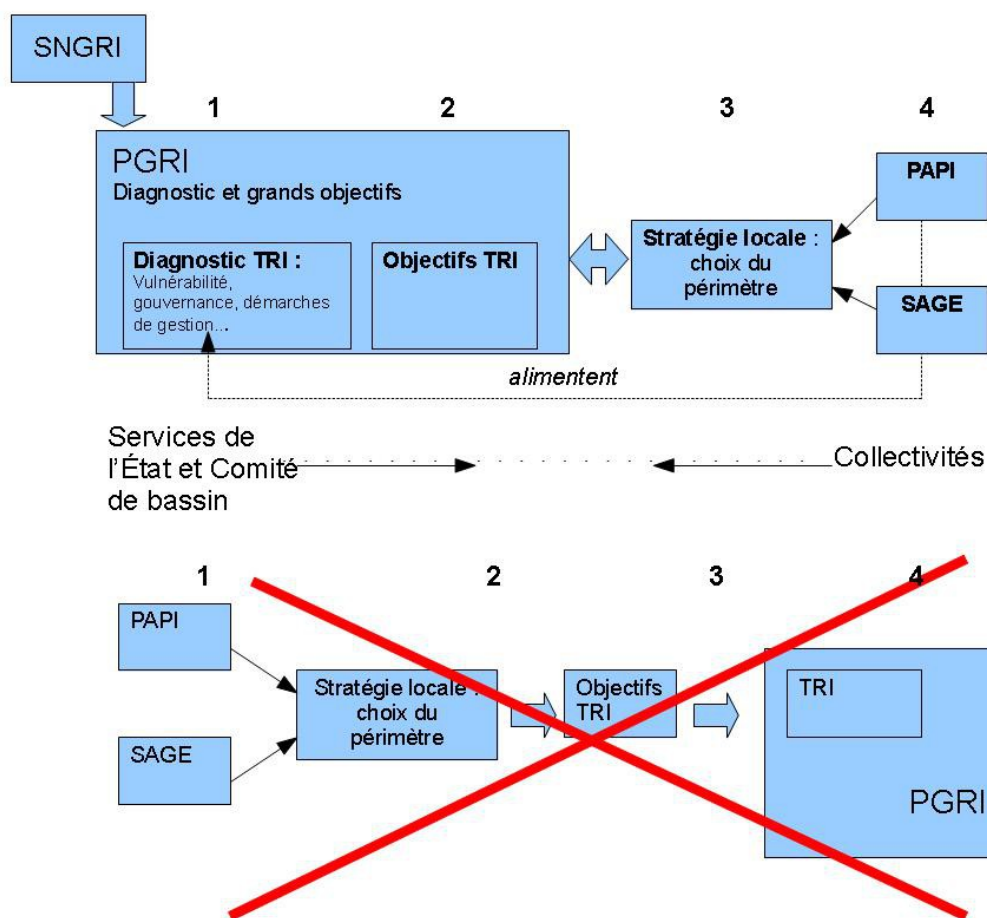 SNGRI
1
2
3
4
PGRI
Diagnostic et grands objectifs
Diagnostic TRI :
Vulnérabilité,
gouvernance, démarches
de gestion...
Objectifs TRI
Stratégie locale :
choix du
périmètre
PAPI
SAGE
alimentent
Services de
l'État et Comité
de bassin
Collectivités
1
2
3
4
PAPI
SAGE
Stratégie locale :
choix du
périmètre
Objectifs
TRI
TRI
PGRI